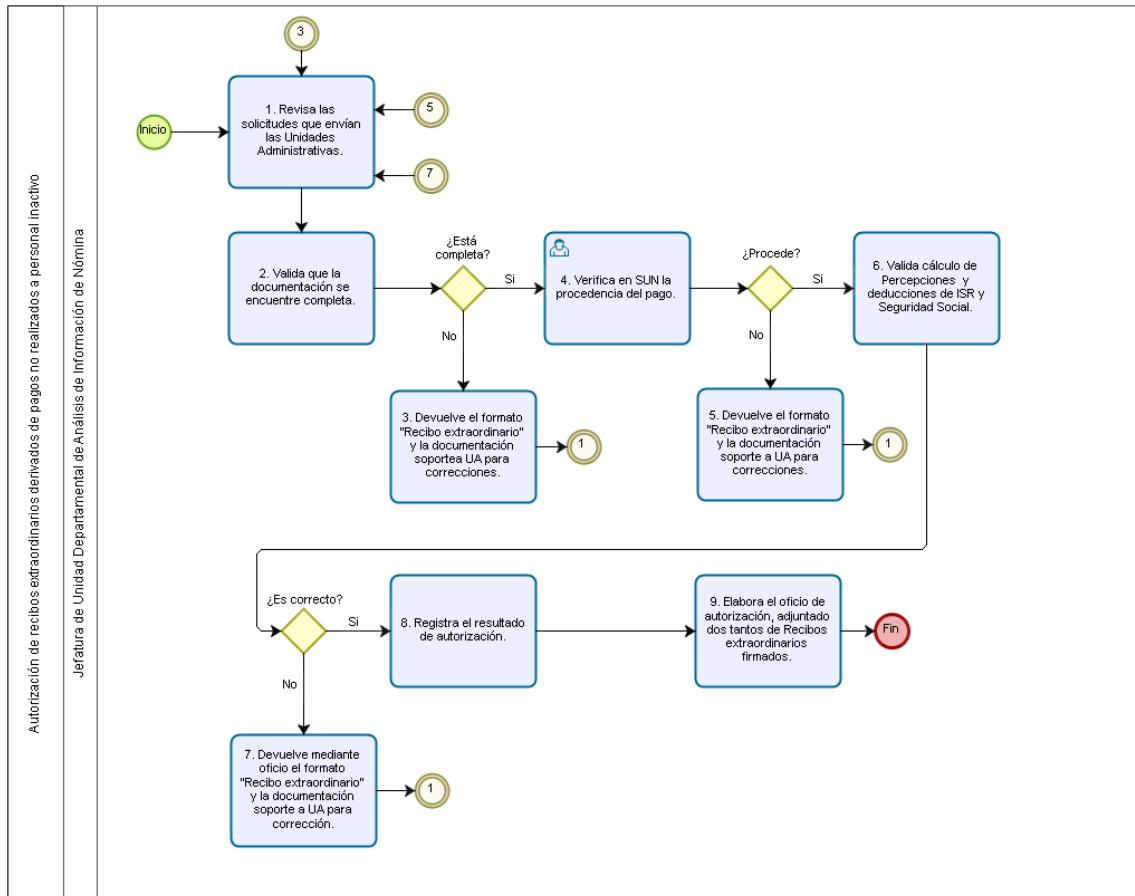 Autorización de recibos extraordinarios derivados de pagos no realizados a personal inactivo
Jefatura de Unidad Departamental de Análisis de Información de Nómina
3
Inicio
1. Revisa las
solicitudes que envían
las Unidades
Administrativas.
5
7
2. Valida que la
documentación se
encuentre completa.
¿Está
completa?
Si
No
4. Verifica en SUN la
procedencia del pago.
¿Procede?
Si
No
6. Valida cálculo de
Percepciones y
deducciones de ISR y
Seguridad Social.
3. Devuelve el formato
"Recibo extraordinario"
y la documentación
soportea UA para
correcciones.
1
5. Devuelve el formato
"Recibo extraordinario"
y la documentación
soporte a UA para
correcciones.
1
¿Es correcto?
Si
No
8. Registra el resultado
de autorización.
9. Elabora el oficio de
autorización, adjuntado
dos tantos de Recibos
extraordinarios
firmados.
Fin
7. Devuelve mediante
oficio el formato
"Recibo extraordinario"
y la documentación
soporte a UA para
corrección.
1